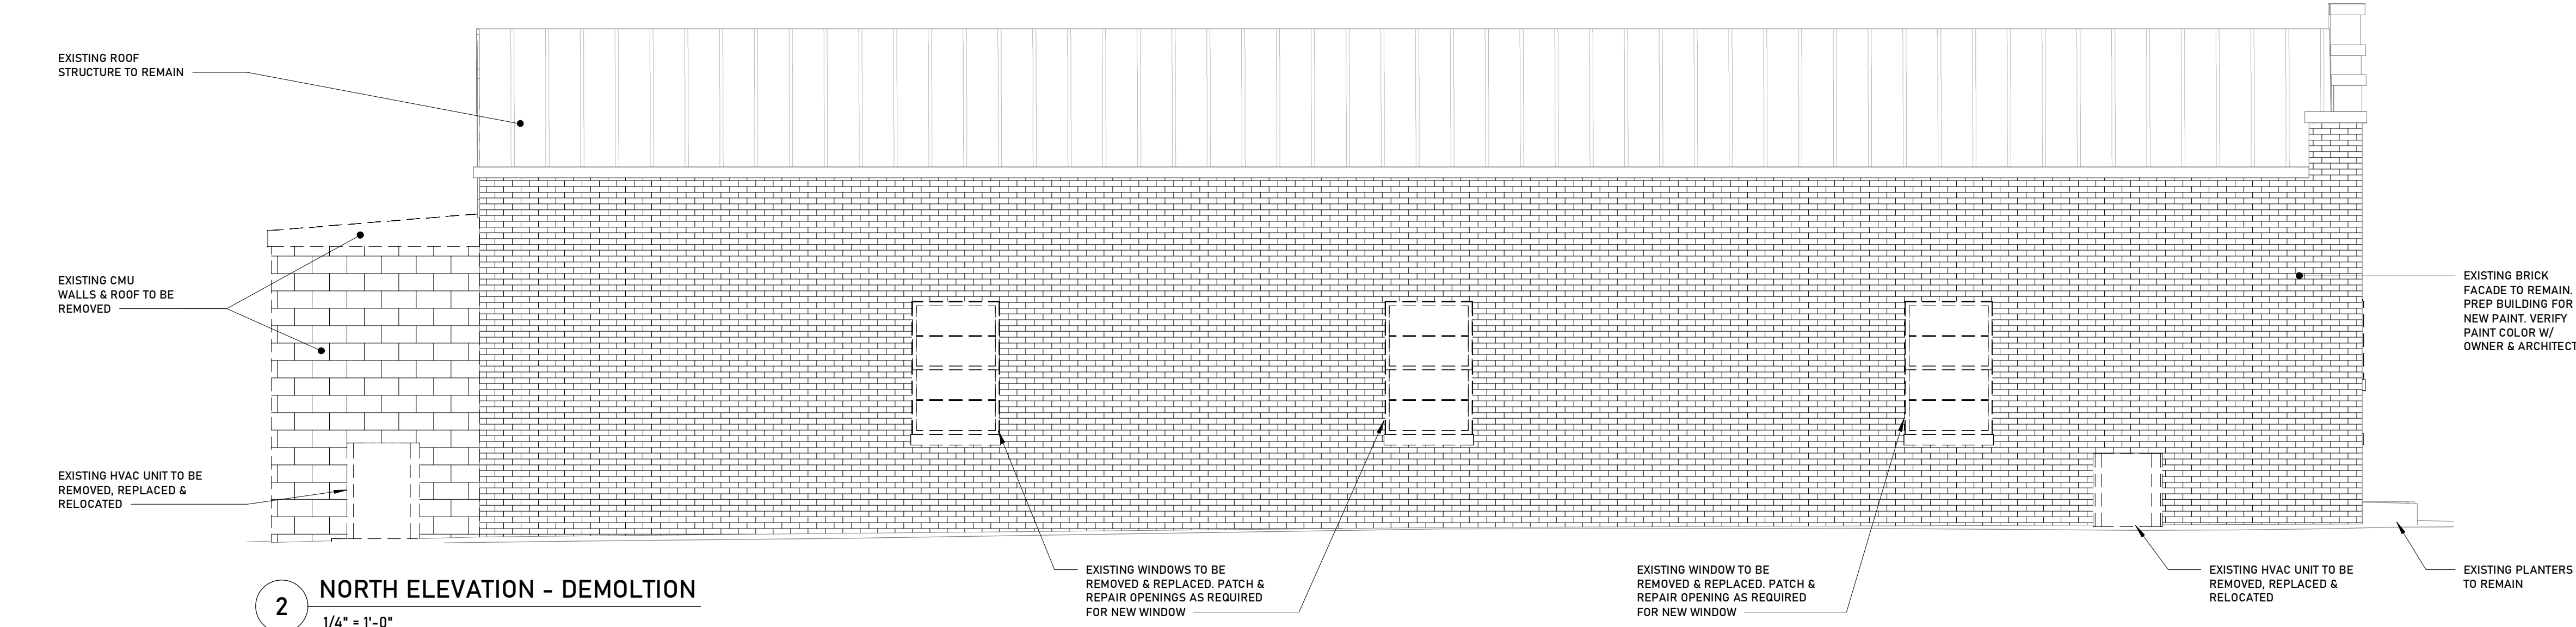 EXISTING ROOF
STRUCTURE TO REMAIN
EXISTING CMU
WALLS & ROOF TO BE
REMOVED
EXISTING HVAC UNIT TO BE
REMOVED, REPLACED &
RELOCATED
EXISTING BRICK
FACADE TO REMAIN.
PREP BUILDING FOR
NEW PAINT. VERIFY
PAINT COLOR W/
OWNER & ARCHITECT
EXISTING WINDOWS TO BE
REMOVED & REPLACED. PATCH &
REPAIR OPENINGS AS REQUIRED
FOR NEW WINDOW
EXISTING WINDOW TO BE
REMOVED & REPLACED. PATCH &
REPAIR OPENING AS REQUIRED
FOR NEW WINDOW
EXISTING HVAC UNIT TO BE
REMOVED, REPLACED &
RELOCATED
EXISTING PLANTERS
TO REMAIN
2
NORTH ELEVATION - DEMOLTION
1/4" = 1'-0"